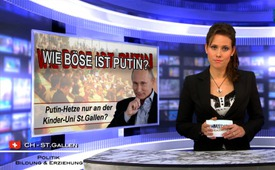 WIE BÖSE IST PUTIN?
Putin-Hetze nur an der
Kinder-Uni St.Gallen?
CH - ST.GALLEN
POLITIK
BILDUNG & ERZIEHUNG